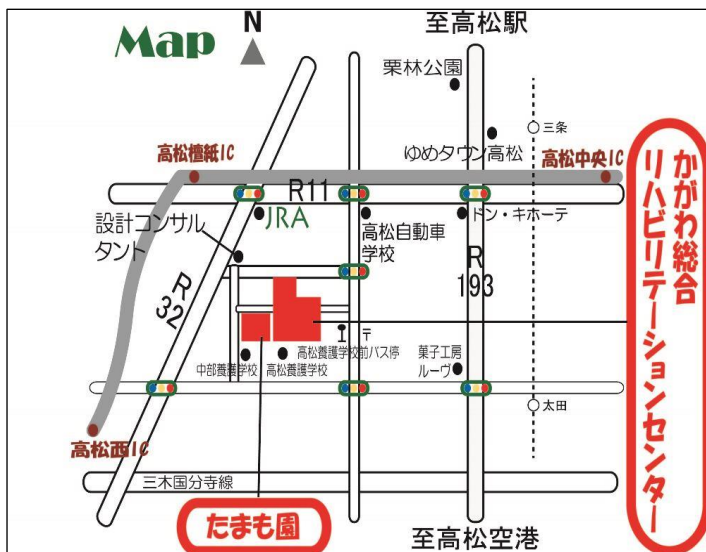 Map
N
至高松駅
栗林公園
三条
ゆめタウン高松
高松檀紙IC
高松中央IC
R11
JRA
高松自動車
学校
ドン・キホーテ
設計コンサル
タント
R
32
R
193
〒
高松養護学校前バス停
中部養護学校
高松養護学校
菓子工房
ルーヴ
太田
高松西IC
三木国分寺線
たまも園
至高松空港
かがわ総合
リハビリテーションセンター